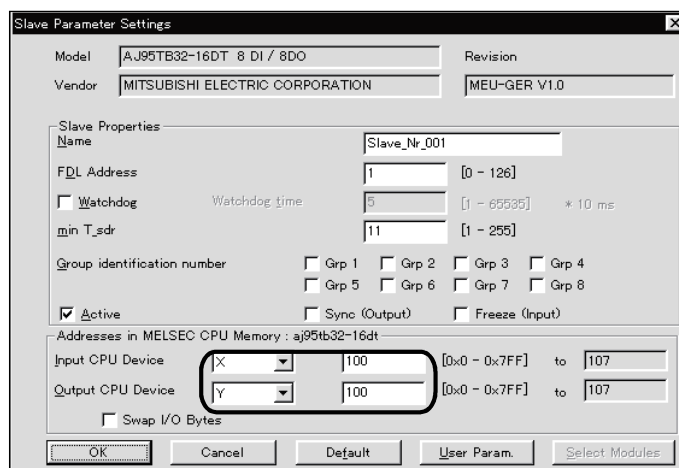 Slave Parameter Settings
Model AJ95TB32-16DT 8 DI / 8DO Revision
Vendor MITSUBISHI ELECTRIC CORPORATION MEU-GER V1.0
Slave Properties
Name Slave_Nr_001
FDL Address 1 [0 - 126]
Watchdog Watchdog time 5 [1 - 65535] * 10 ms
min T_sdr 11 [1 - 255]
Group identification number Grp 1 Grp 2 Grp 3 Grp 4
Grp 5 Grp 6 Grp 7 Grp 8
Active Sync (Output) Freeze (Input)
Addresses in MELSEC CPU Memory : aj95tb32-16dt
Input CPU Device X 100 [0x0 - 0x7FF] to 107
Output CPU Device Y 100 [0x0 - 0x7FF] to 107
Swap I/O Bytes
OK Cancel Default User Param. Select Modules